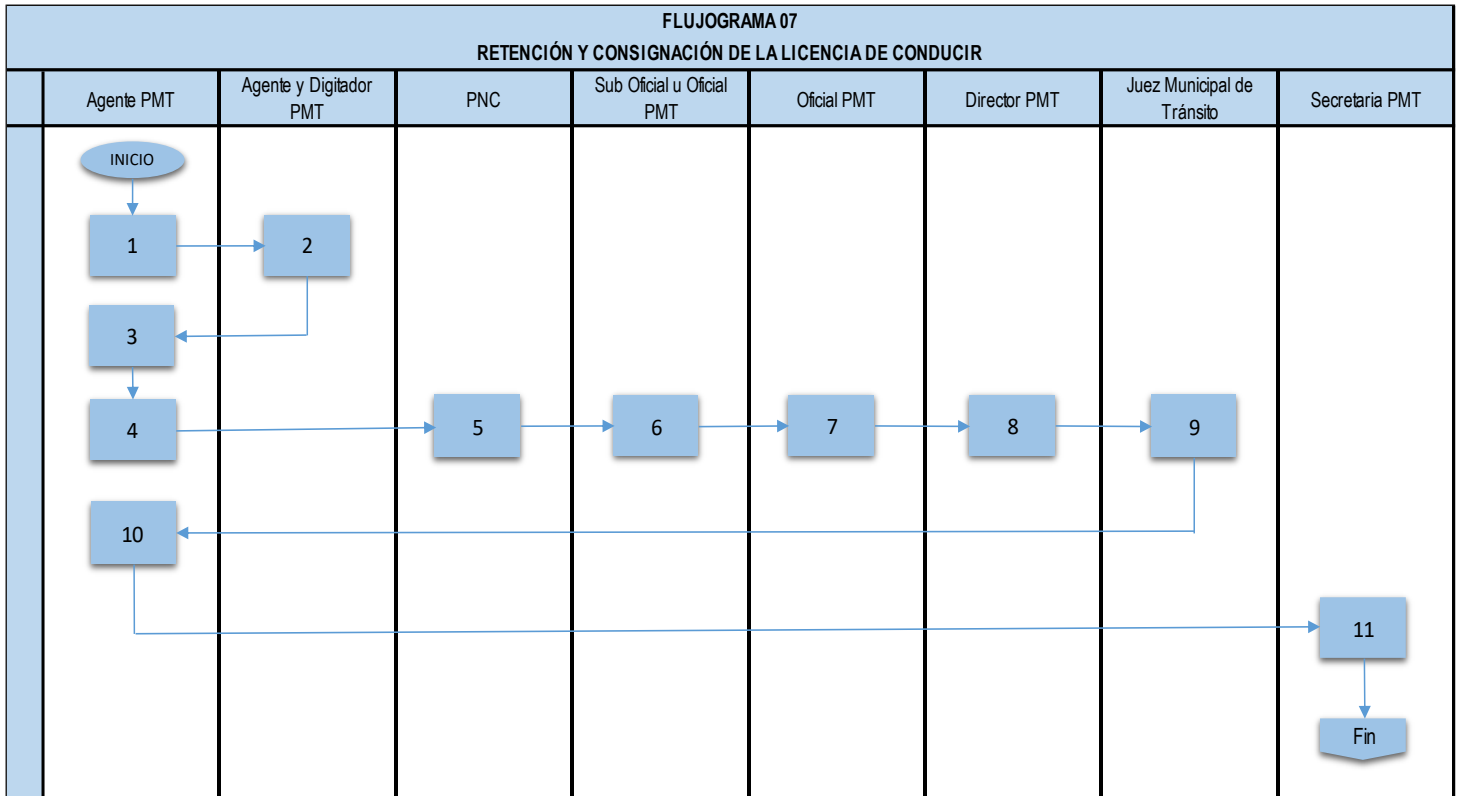 FLUJOGRAMA 07
RETENCIÓN Y CONSIGNACIÓN DE LA LICENCIA DE CONDUCIR
Agente PMT
Agente y Digitador
PMT
PNC
Sub Oficial u Oficial
PMT
Oficial PMT
Director PMT
Juez Municipal de
Tránsito
Secretaria PMT
INICIO
1
2
3
4
5
6
7
8
9
10
11
Fin